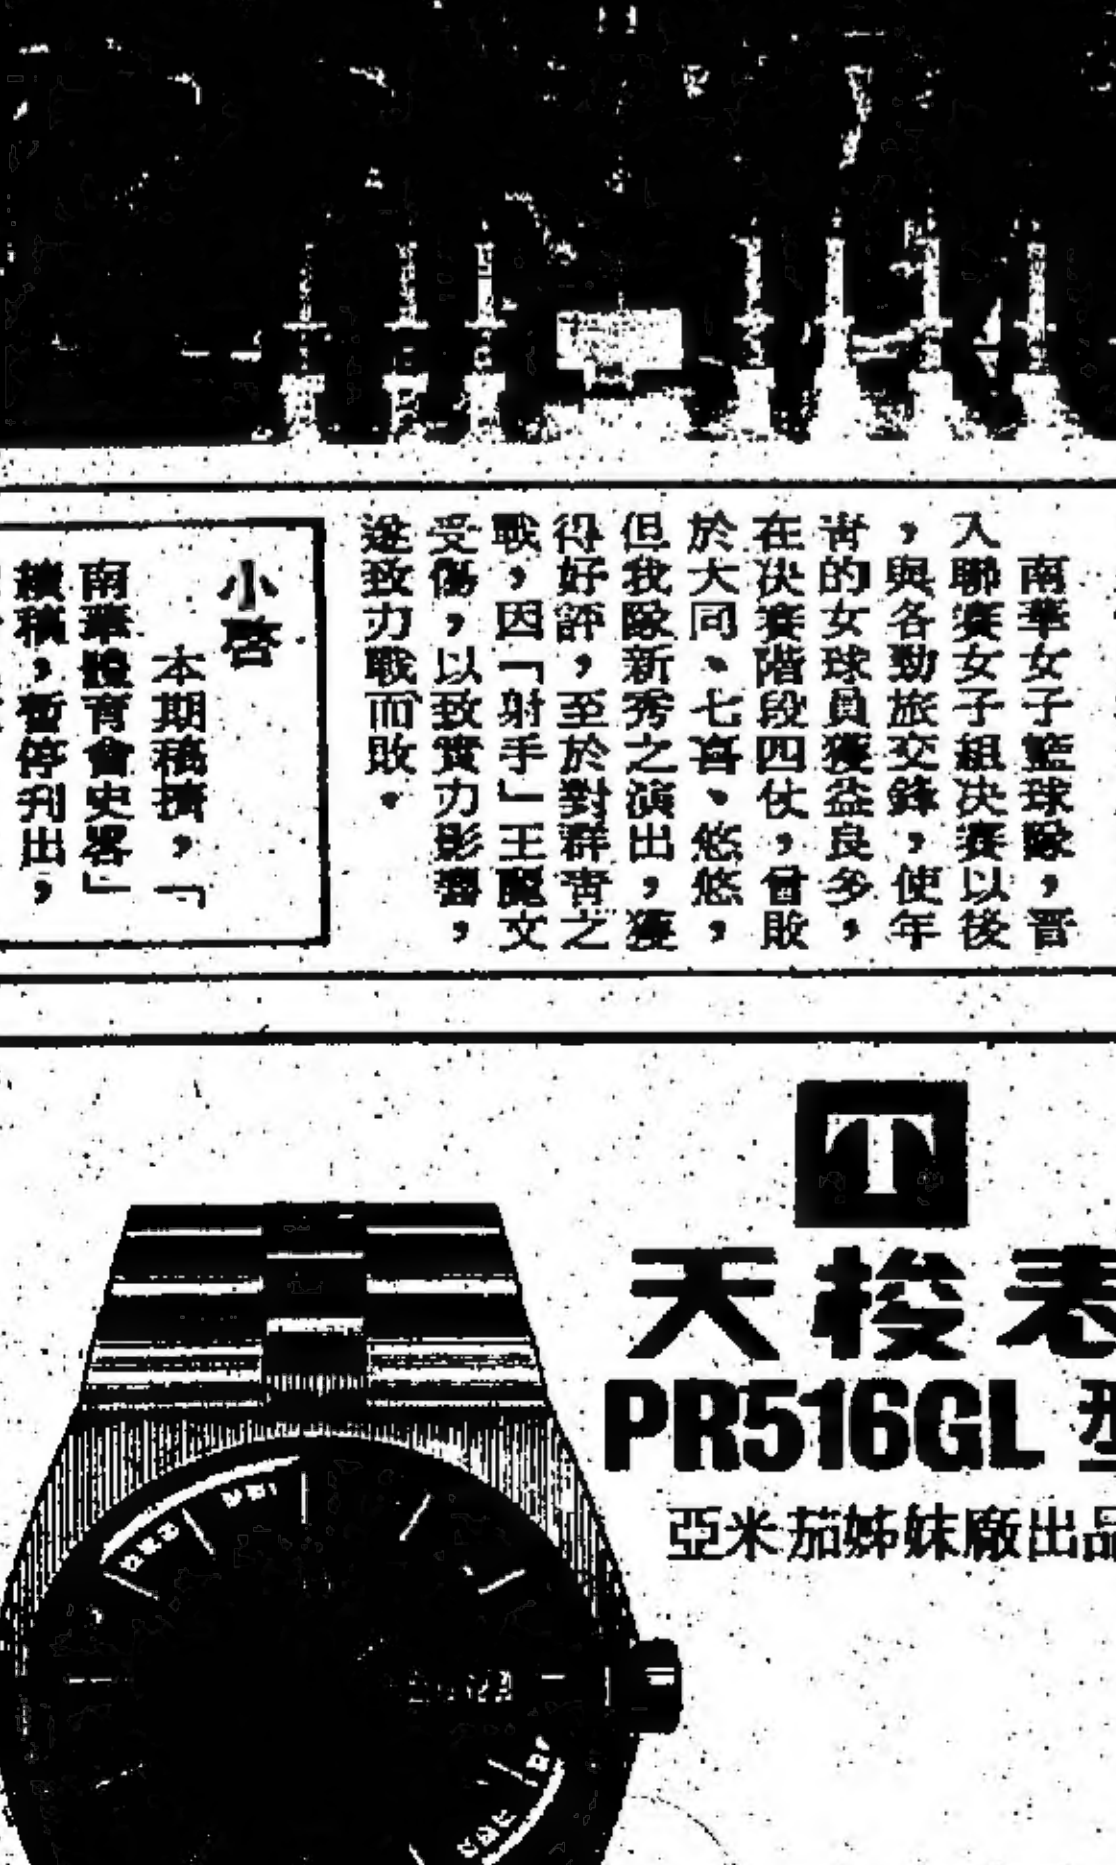 南華女子籃球隊，晋
入聯賽女子組決賽以後
，與各勁旅交鋒，使年
靑的女球員獲益良多，
在決賽階段四仗，曾敗
於大同、七喜、悠悠，
但我隊新秀之演出，獲
得好評，至於對群靑之
戰，因「射手」王麗文
受傷，以致實力影響，
遂致力戰而敗。
小啓
本期稿擠，「
南華體育會史畧」
續稿，暫停刋出，
T
天梭表
PR516GL 型
亞米茄姊妹廠出品